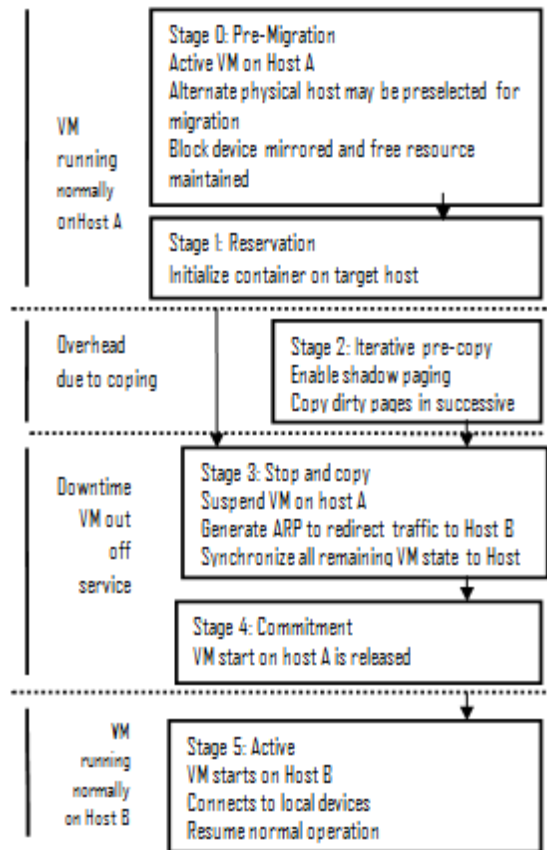 Stage 0: Pre-Migration
Active VM on Host A
Alternate physical host may be preselected for
migration
Block device mirrored and free resource
maintained
VM
running
normally
onHost A
Stage 1: Reservation
Initialize container on target host
Overhead
due to coping
Stage 2: Iterative pre-copy
Enable shadow paging
Copy dirty pages in successive
Downtime
VM out
off
service
Stage 3: Stop and copy
Suspend VM on host A
Generate ARP to redirect traffic to Host B
Synchronize all remaining VM state to Host
Stage 4: Commitment
VM start on host A is released
VM
running
normally
on Host B
Stage 5: Active
VM starts on Host B
Connects to local devices
Resume normal operation